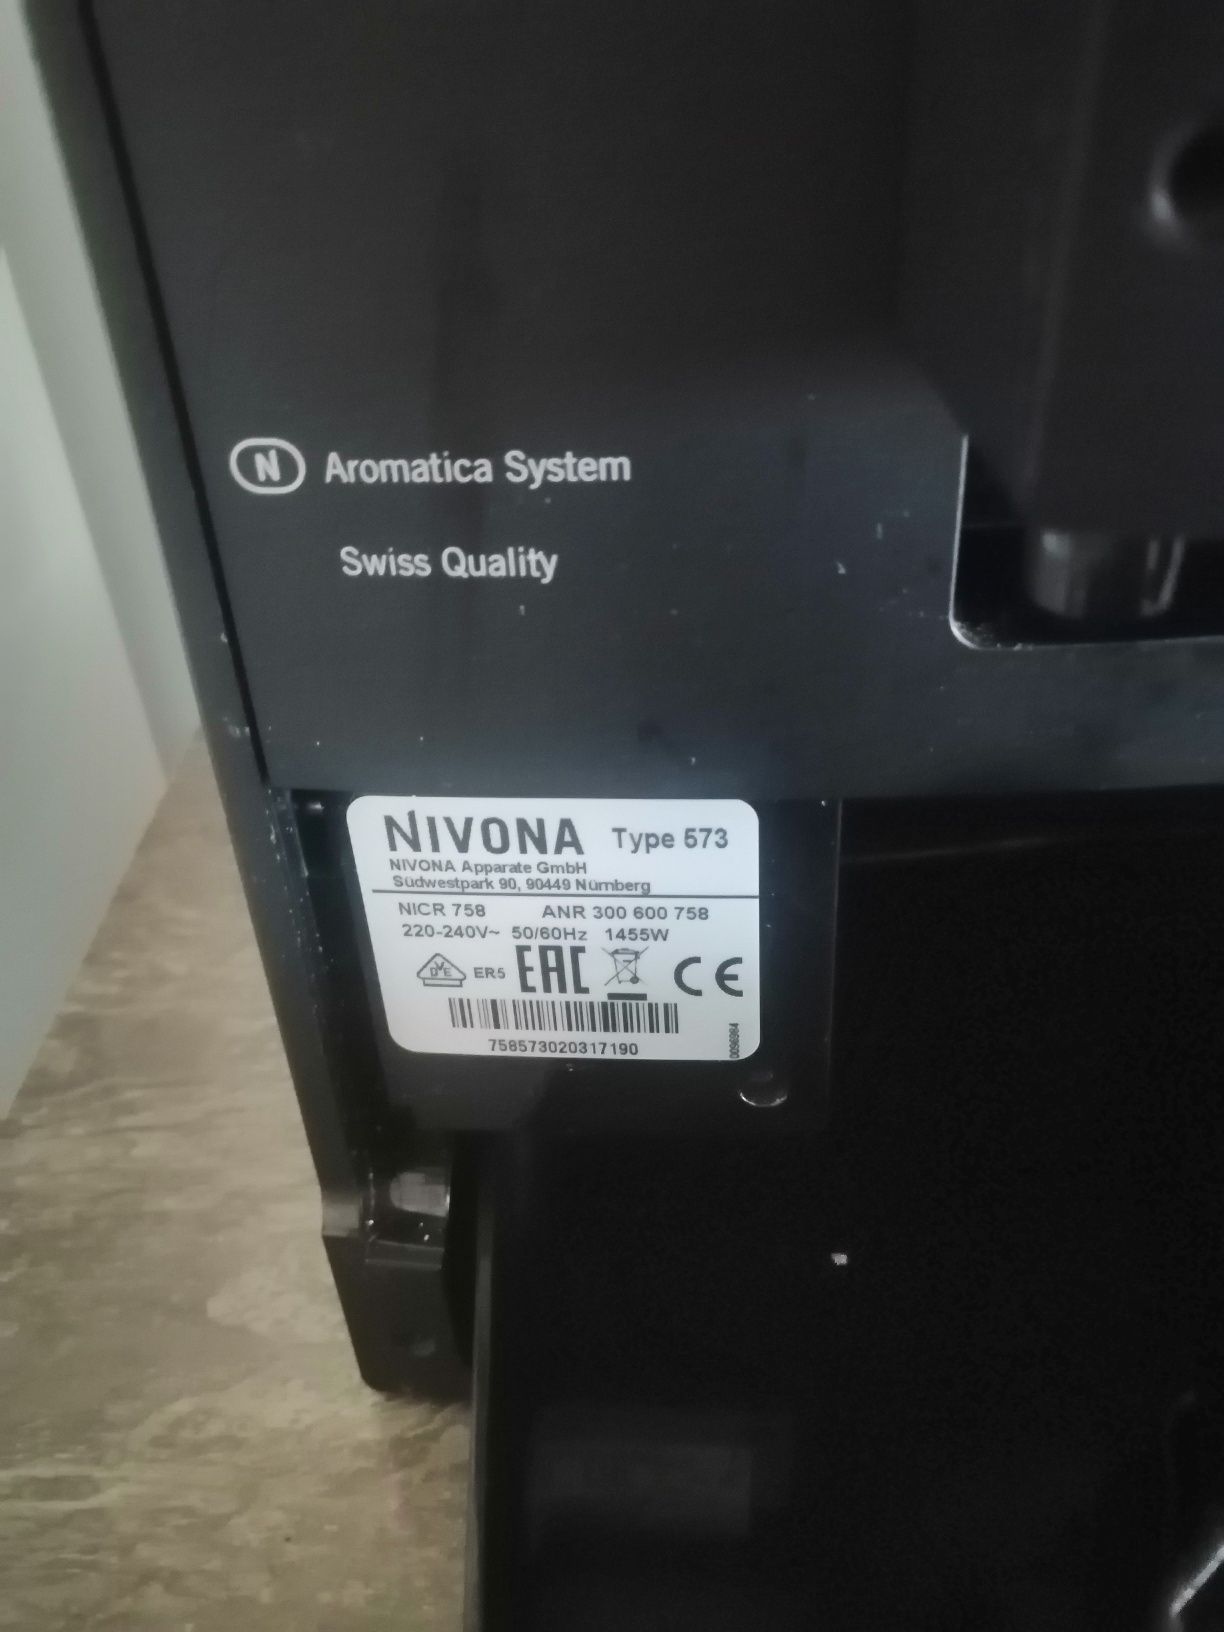 N Aromatica System
Swiss Quality
NIVONA Type 573
NIVONA Apparate GmbH
Südwestpark 90, 90449 Nürnberg
NICR 758 ANR 300 600 758
220-240V~ 50/60Hz 1455W
DVE ER5 EAC CE
758573020317190